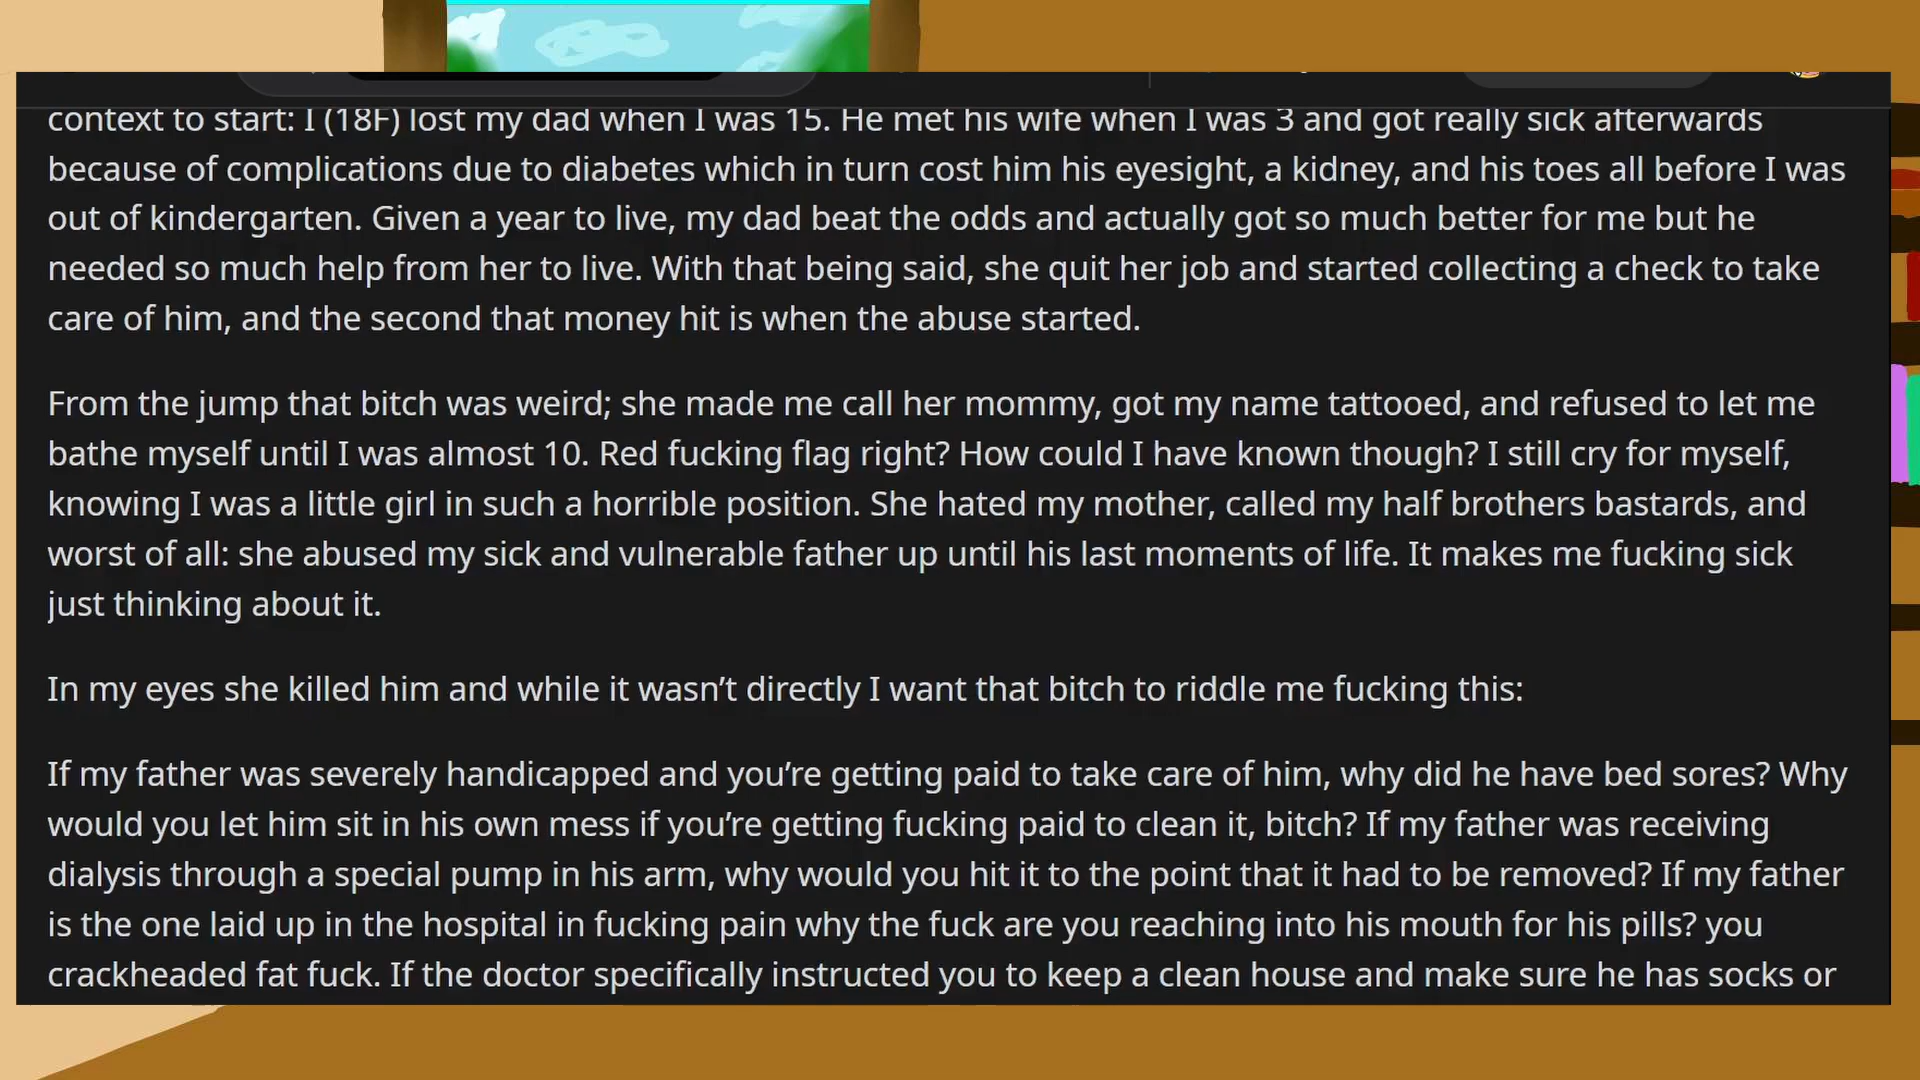 context to start: I (18F) lost my dad when I was 15. He met his wife when I was 3 and got really sick afterwards
because of complications due to diabetes which in turn cost him his eyesight, a kidney, and his toes all before I was
out of kindergarten. Given a year to live, my dad beat the odds and actually got so much better for me but he
needed so much help from her to live. With that being said, she quit her job and started collecting a check to take
care of him, and the second that money hit is when the abuse started.
From the jump that bitch was weird; she made me call her mommy, got my name tattooed, and refused to let me
bathe myself until I was almost 10. Red fucking flag right? How could I have known though? I still cry for myself,
knowing I was a little girl in such a horrible position. She hated my mother, called my half brothers bastards, and
worst of all: she abused my sick and vulnerable father up until his last moments of life. It makes me fucking sick
just thinking about it.
In my eyes she killed him and while it wasn’t directly I want that bitch to riddle me fucking this:
If my father was severely handicapped and you’re getting paid to take care of him, why did he have bed sores? Why
would you let him sit in his own mess if you’re getting fucking paid to clean it, bitch? If my father was receiving
dialysis through a special pump in his arm, why would you hit it to the point that it had to be removed? If my father
is the one laid up in the hospital in fucking pain why the fuck are you reaching into his mouth for his pills? you
crackheaded fat fuck. If the doctor specifically instructed you to keep a clean house and make sure he has socks or